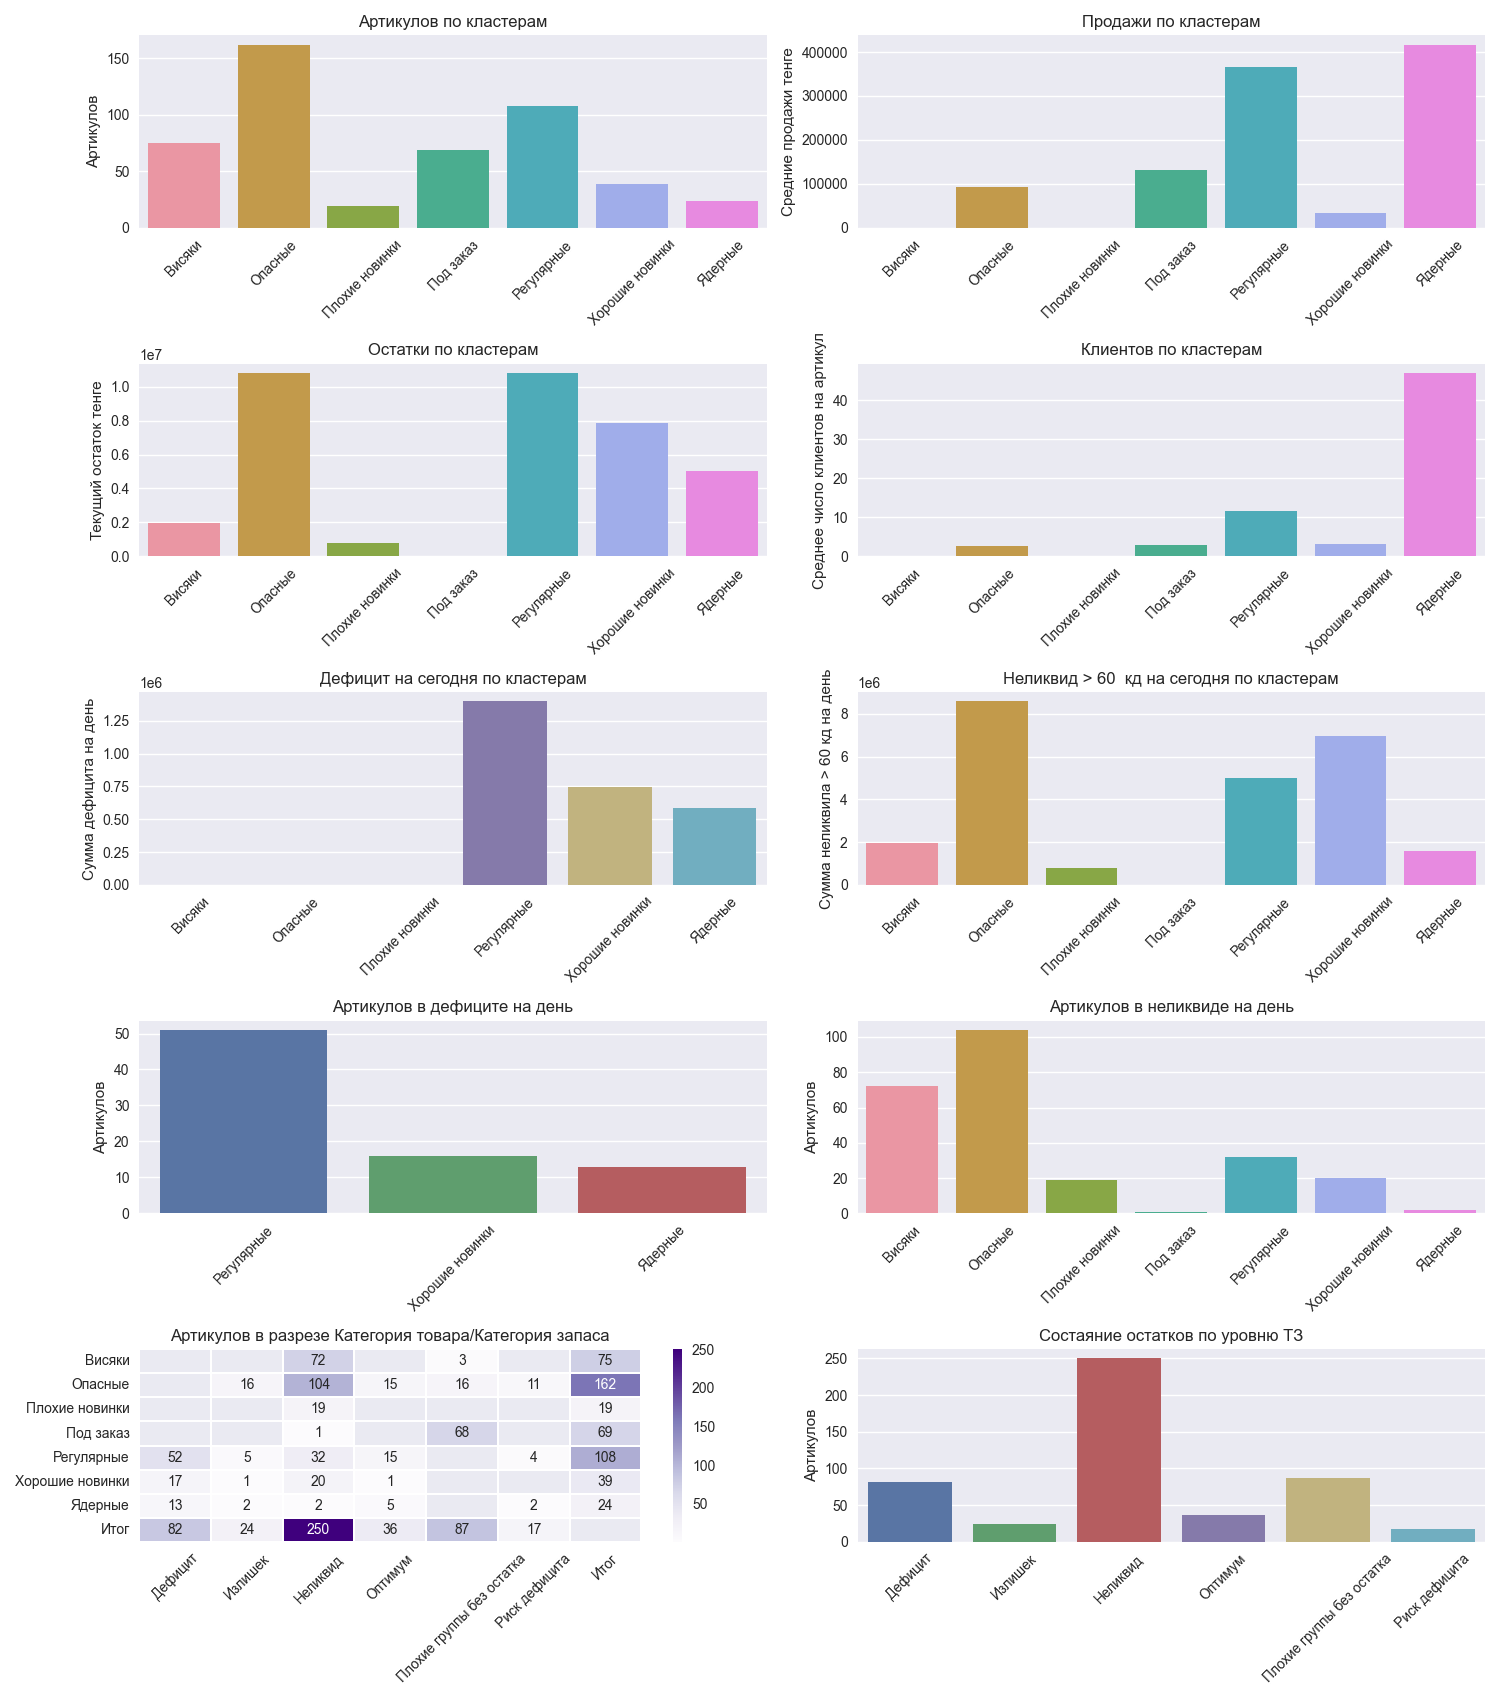 Артикулов по кластерам
Артикулов
150
100
50
0
Висяки
Опасные
Плохие новинки
Под заказ
Регулярные
Хорошие новинки
Ядерные
Продажи по кластерам
Средние продажи тенге
400000
300000
200000
100000
0
Висяки
Опасные
Плохие новинки
Под заказ
Регулярные
Хорошие новинки
Ядерные
Остатки по кластерам
1e7
Текущий остаток тенге
1.0
0.8
0.6
0.4
0.2
0.0
Висяки
Опасные
Плохие новинки
Под заказ
Регулярные
Хорошие новинки
Ядерные
Клиентов по кластерам
Среднее число клиентов на артикул
40
30
20
10
0
Висяки
Опасные
Плохие новинки
Под заказ
Регулярные
Хорошие новинки
Ядерные
Дефицит на сегодня по кластерам
1e6
Сумма дефицита на день
1.25
1.00
0.75
0.50
0.25
0.00
Висяки
Опасные
Плохие новинки
Регулярные
Хорошие новинки
Ядерные
Неликвид > 60 кд на сегодня по кластерам
1e6
Сумма неликвила > 60 кд на день
8
6
4
2
0
Висяки
Опасные
Плохие новинки
Под заказ
Регулярные
Хорошие новинки
Ядерные
Артикулов в дефиците на день
Артикулов
50
40
30
20
10
0
Регулярные
Хорошие новинки
Ядерные
Артикулов в неликвиде на день
Артикулов
100
80
60
40
20
0
Висяки
Опасные
Плохие новинки
Под заказ
Регулярные
Хорошие новинки
Ядерные
Артикулов в разрезе Категория товара/Категория запаса
Висяки 72 3 75
Опасные 16 104 15 16 11 162
Плохие новинки 19 19
Под заказ 1 68 69
Регулярные 52 5 32 15 4 108
Хорошие новинки 17 1 20 1 39
Ядерные 13 2 2 5 2 24
Итог 82 24 250 36 87 17
Дефицит
Излишек
Неликвид
Оптимум
Плохие группы без остатка
Риск дефицита
Итог
250
200
150
100
50
Состаяние остатков по уровню ТЗ
Артикулов
250
200
150
100
50
0
Дефицит
Излишек
Неликвид
Оптимум
Плохие группы без остатка
Риск дефицита